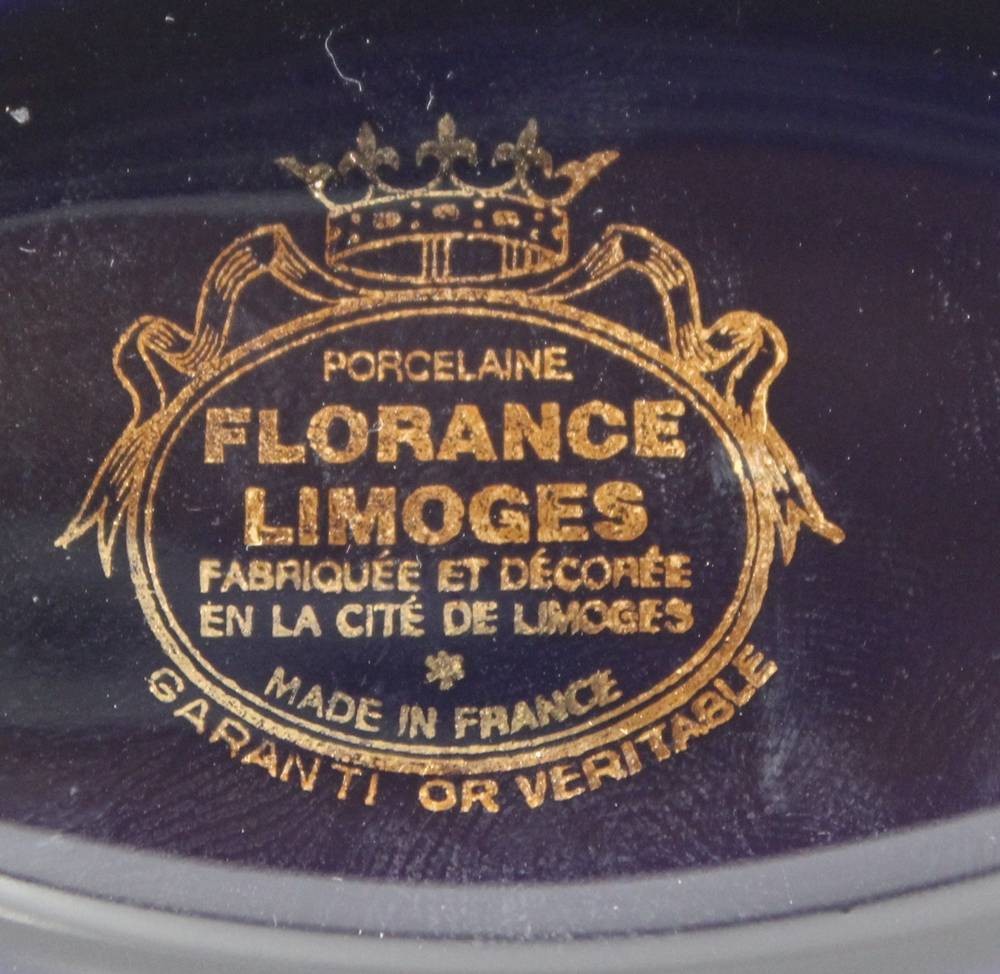 PORCELAINE
FLORANCE
LIMOGES
FABRIQUÉE ET DÉCORÉE
EN LA CITÉ DE LIMOGES
*
MADE IN FRANCE
GARANTI OR VERITABLE